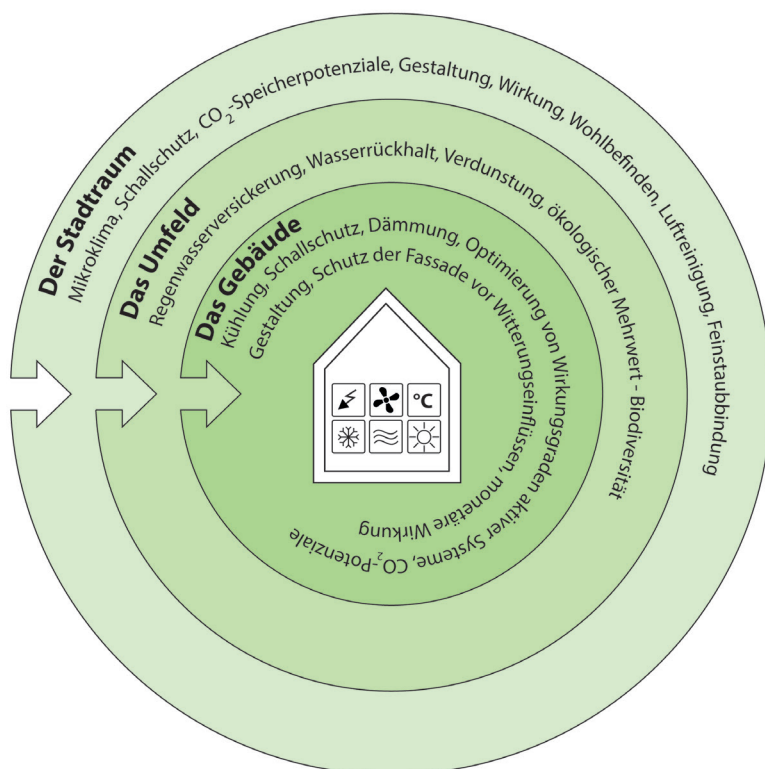 Der Stadtraum
Mikroklima, Schallschutz, CO₂-Speicherpotenziale, Gestaltung, Wirkung, Wohlbefinden, Luftreinigung, Feinstaubbindung
Das Umfeld
Regenwasserversickerung, Wasserrückhalt, Verdunstung, ökologischer Mehrwert - Biodiversität
Das Gebäude
Kühlung, Schallschutz, Dämmung, Optimierung von Wirkungsgraden aktiver Systeme, CO₂-Potenziale
Gestaltung, Schutz der Fassade vor Witterungseinflüssen, monetäre Wirkung
°C